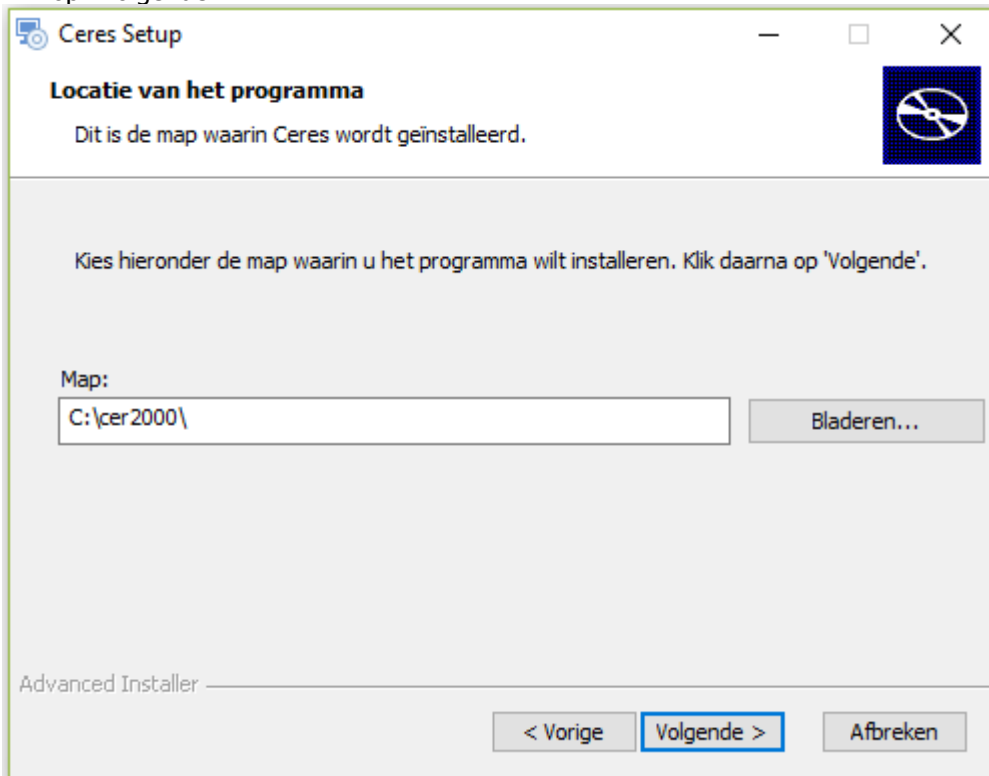 Ceres Setup
Locatie van het programma
Dit is de map waarin Ceres wordt geïnstalleerd.
Kies hieronder de map waarin u het programma wilt installeren. Klik daarna op 'Volgende'.
Map:
C:\cer2000\
Bladeren...
Advanced Installer
< Vorige
Volgende >
Afbreken